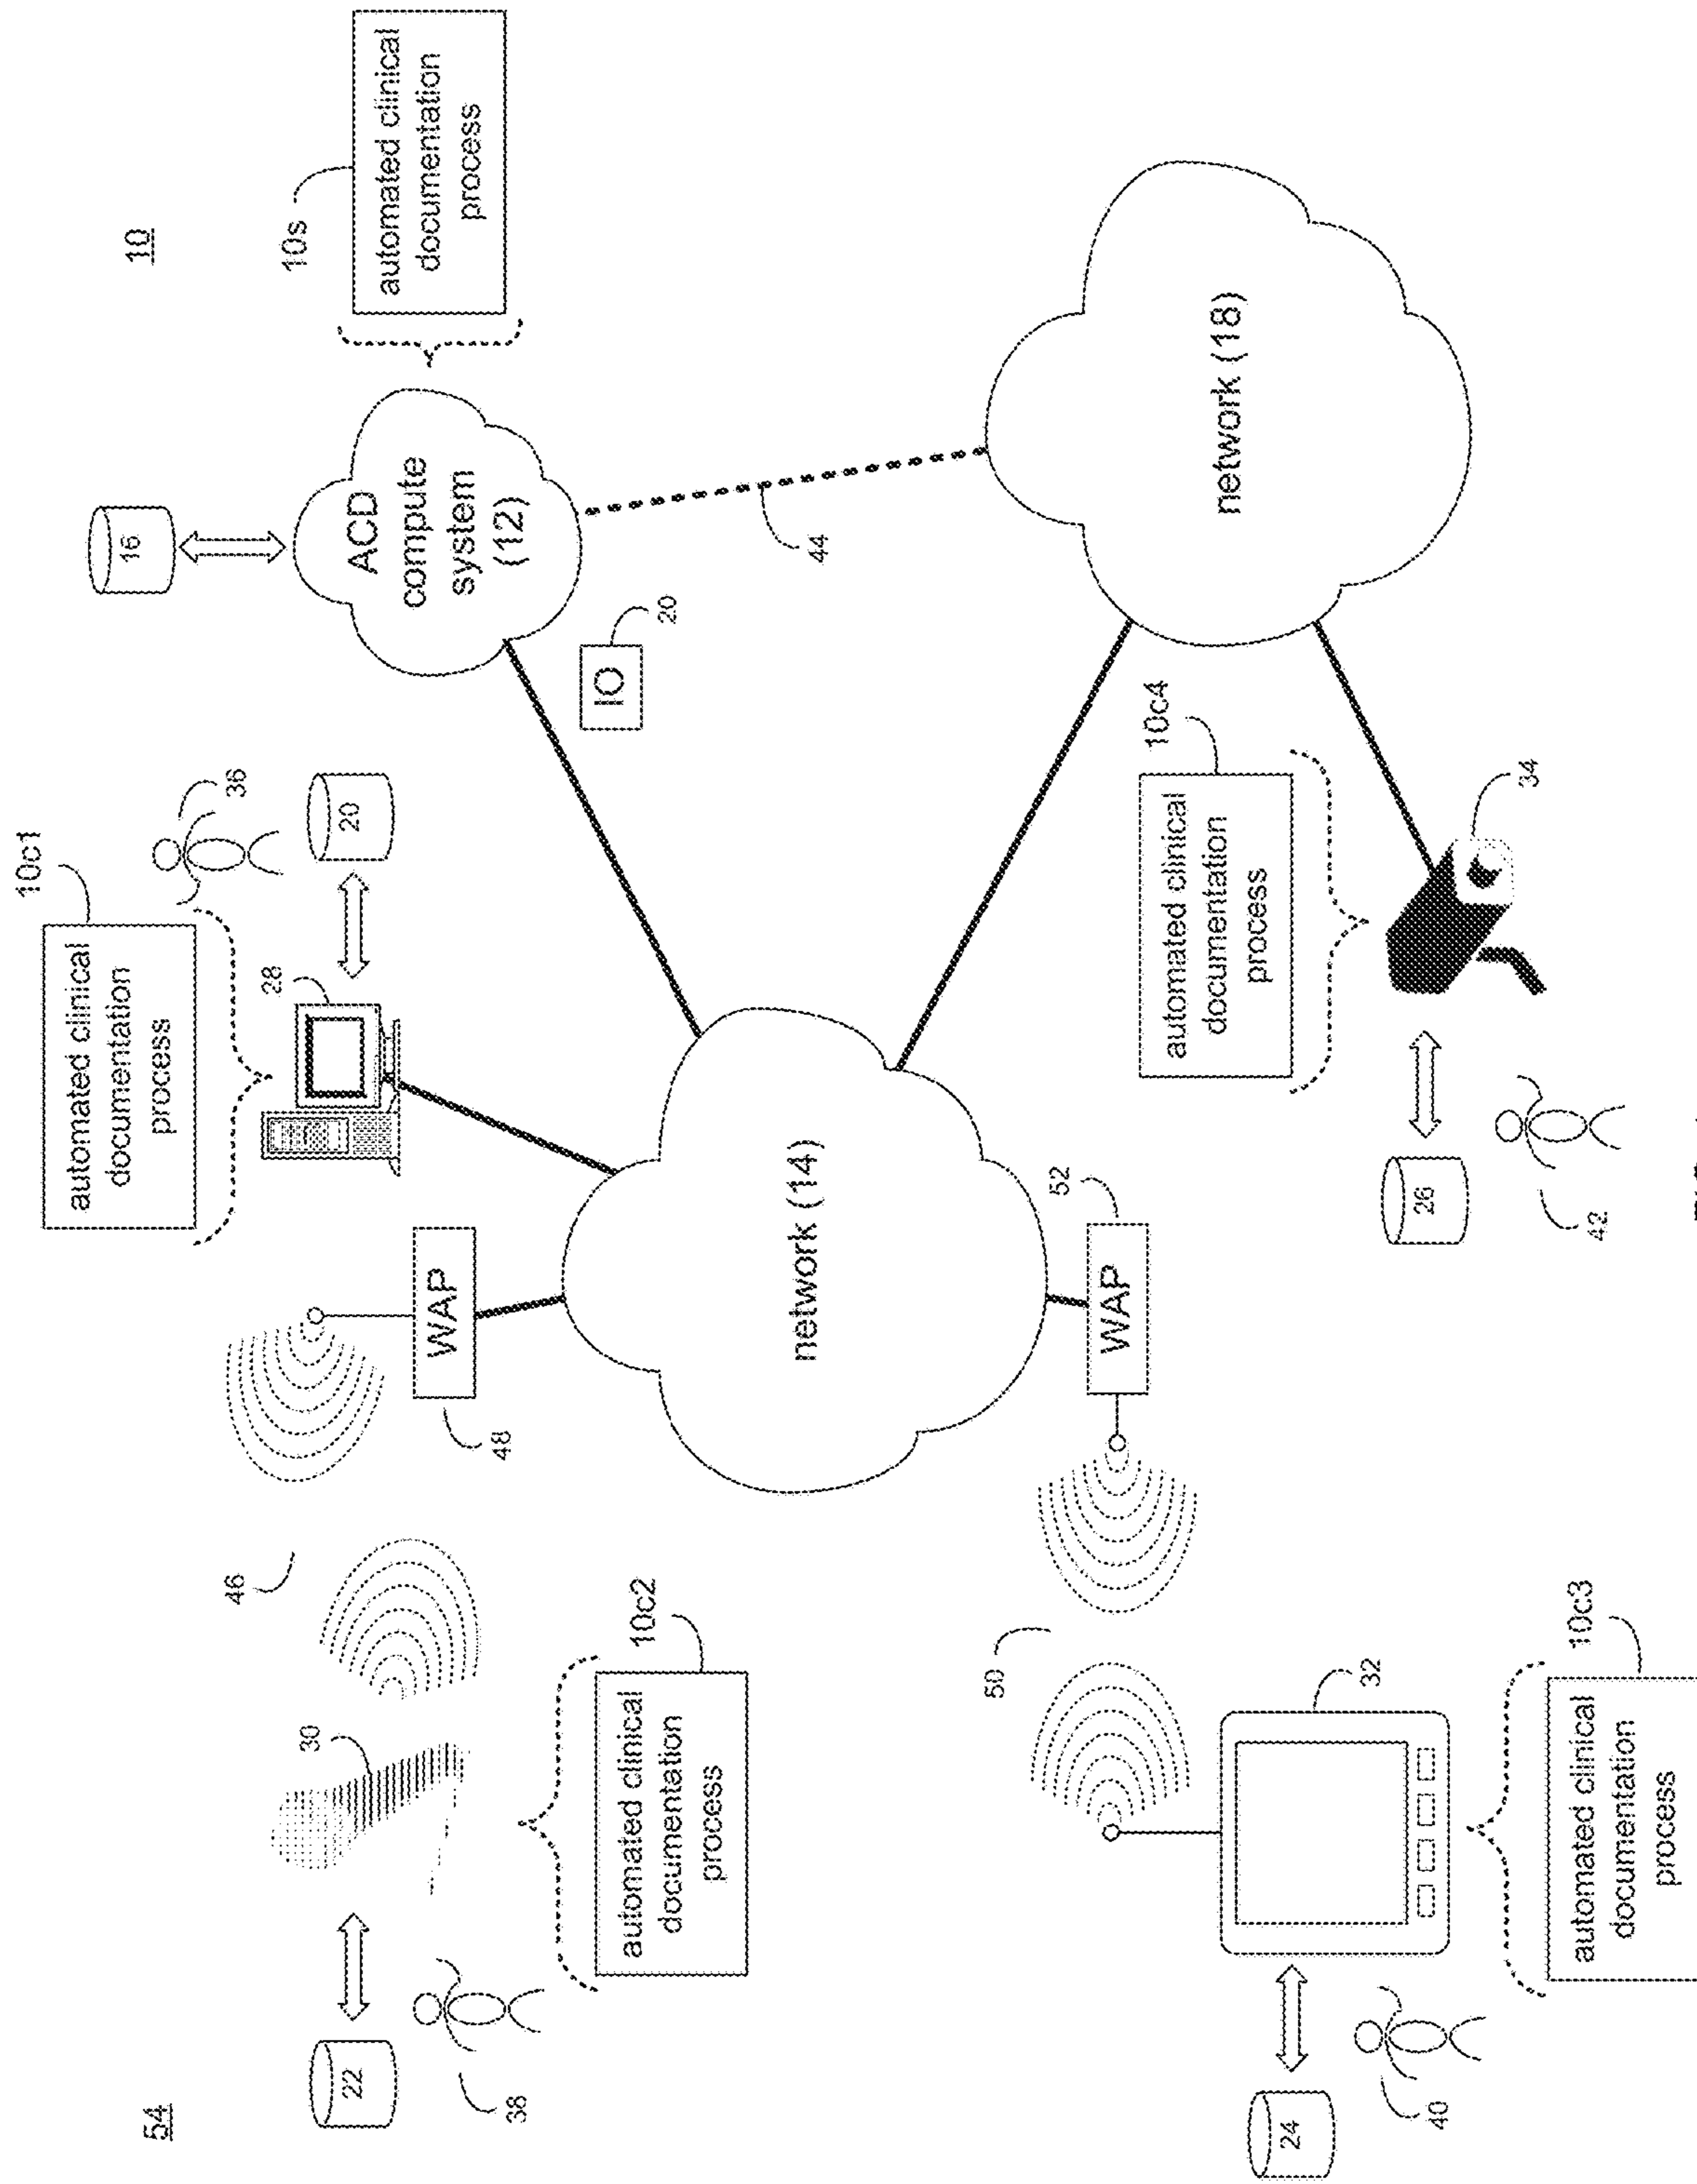 54
10c1
10
automated clinical
documentation
process
36
46
28
10s
16
30
22
20
automated clinical
documentation
process
ACD
compute
system
(12)
WAP
48
38
10c2
automated clinical
documentation
process
IO
20
network (14)
44
50
52
WAP
10c4
automated clinical
documentation
process
network (18)
24
32
40
26
34
10c3
automated clinical
documentation
process
42